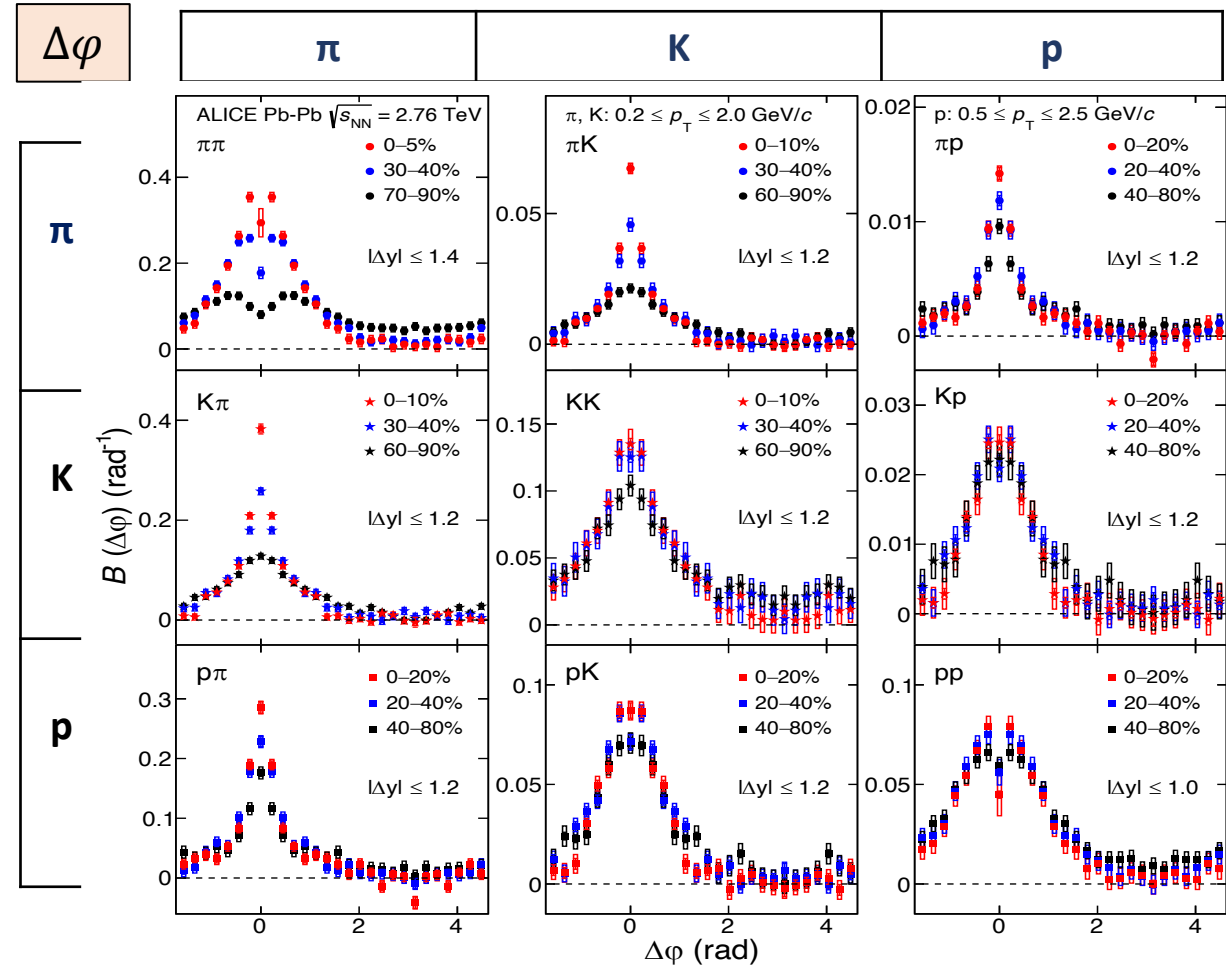 Δφ
π K p
π
K
p
B (Δφ) (rad⁻¹)
ALICE Pb-Pb √sNN = 2.76 TeV
ππ
0–5%
30–40%
70–90%
|Δy| ≤ 1.4
0.4
0.2
0
π, K: 0.2 ≤ pT ≤ 2.0 GeV/c
πK
0–10%
30–40%
60–90%
|Δy| ≤ 1.2
0.05
0
p: 0.5 ≤ pT ≤ 2.5 GeV/c
πp
0–20%
20–40%
40–80%
|Δy| ≤ 1.2
0.02
0.01
0
Kπ
0–10%
30–40%
60–90%
|Δy| ≤ 1.2
0.4
0.2
0
KK
0–10%
30–40%
60–90%
|Δy| ≤ 1.2
0.15
0.1
0.05
0
Kp
0–20%
20–40%
40–80%
|Δy| ≤ 1.2
0.03
0.02
0.01
0
pπ
0–20%
20–40%
40–80%
|Δy| ≤ 1.2
0.3
0.2
0.1
0
0 2 4
pK
0–20%
20–40%
40–80%
|Δy| ≤ 1.2
0.1
0.05
0
0 2 4
pp
0–20%
20–40%
40–80%
|Δy| ≤ 1.0
0.1
0.05
0
0 2 4
Δφ (rad)